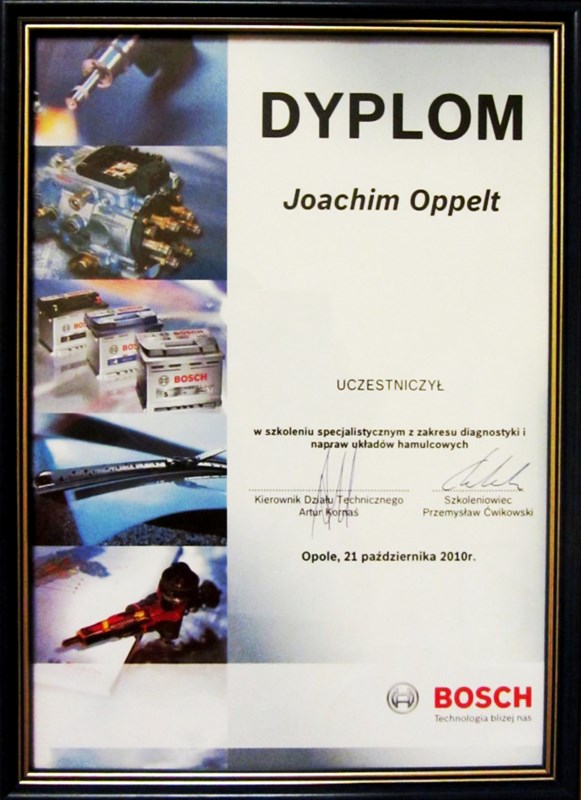 DYPLOM
Joachim Oppelt
UCZESTNICZYŁ
w szkoleniu specjalistycznym z zakresu diagnostyki i
napraw układów hamulcowych
Kierownik Działu Technicznego
Artur Kornaś
Szkoleniowiec
Przemysław Ćwikowski
Opole, 21 października 2010r.
BOSCH
Technologia bliżej nas
BOSCH
BOSCH